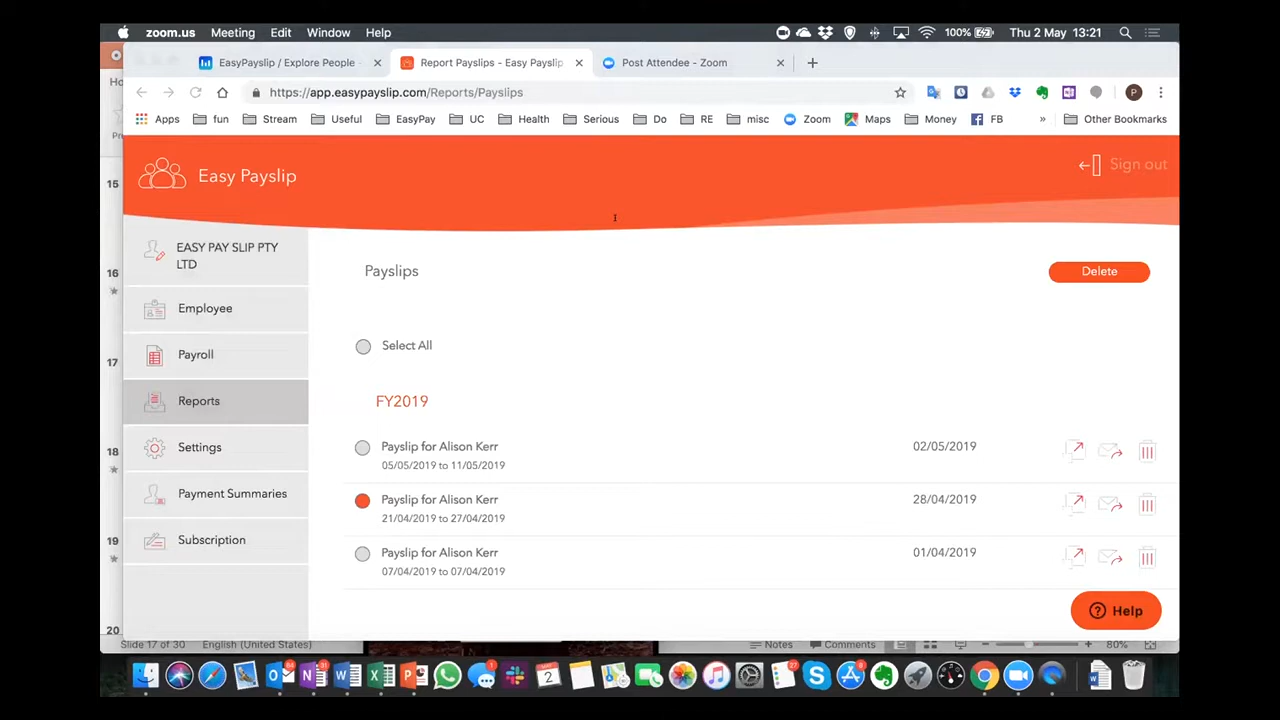 zoom.us Meeting Edit Window Help 100% Thu 2 May 13:21
EasyPayslip / Explore People - Report Payslips - Easy Payslip Post Attendee - Zoom
https://app.easypayslip.com/Reports/Payslips P
Apps fun Stream Useful EasyPay UC Health Serious Do RE misc Zoom Maps Money FB » Other Bookmarks
15
16
17
18
19
20
Easy Payslip
Sign out
EASY PAY SLIP PTY
LTD
Employee
Payroll
Reports
Settings
Payment Summaries
Subscription
Payslips
Delete
Select All
FY2019
Payslip for Alison Kerr 02/05/2019
05/05/2019 to 11/05/2019
Payslip for Alison Kerr 28/04/2019
21/04/2019 to 27/04/2019
Payslip for Alison Kerr 01/04/2019
07/04/2019 to 07/04/2019
Help
Slide 17 of 30 English (United States) Notes Comments 80%